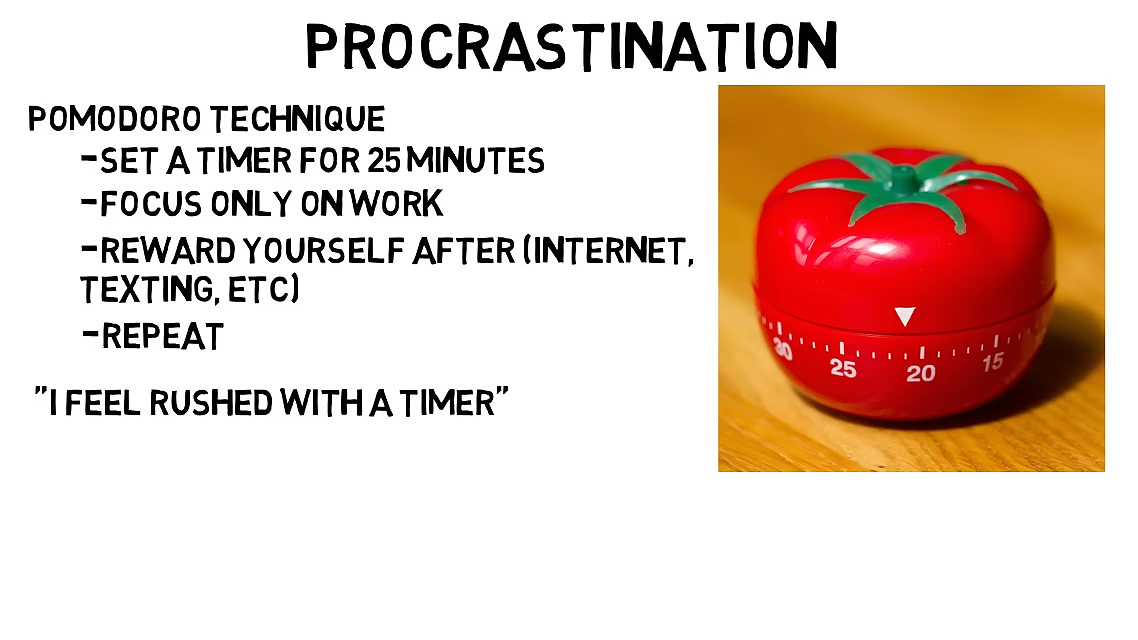 PROCRASTINATION
POMODORO TECHNIQUE
-SET A TIMER FOR 25 MINUTES
-FOCUS ONLY ON WORK
-REWARD YOURSELF AFTER (INTERNET,
TEXTING, ETC)
-REPEAT
"I FEEL RUSHED WITH A TIMER"
30 25 20 15